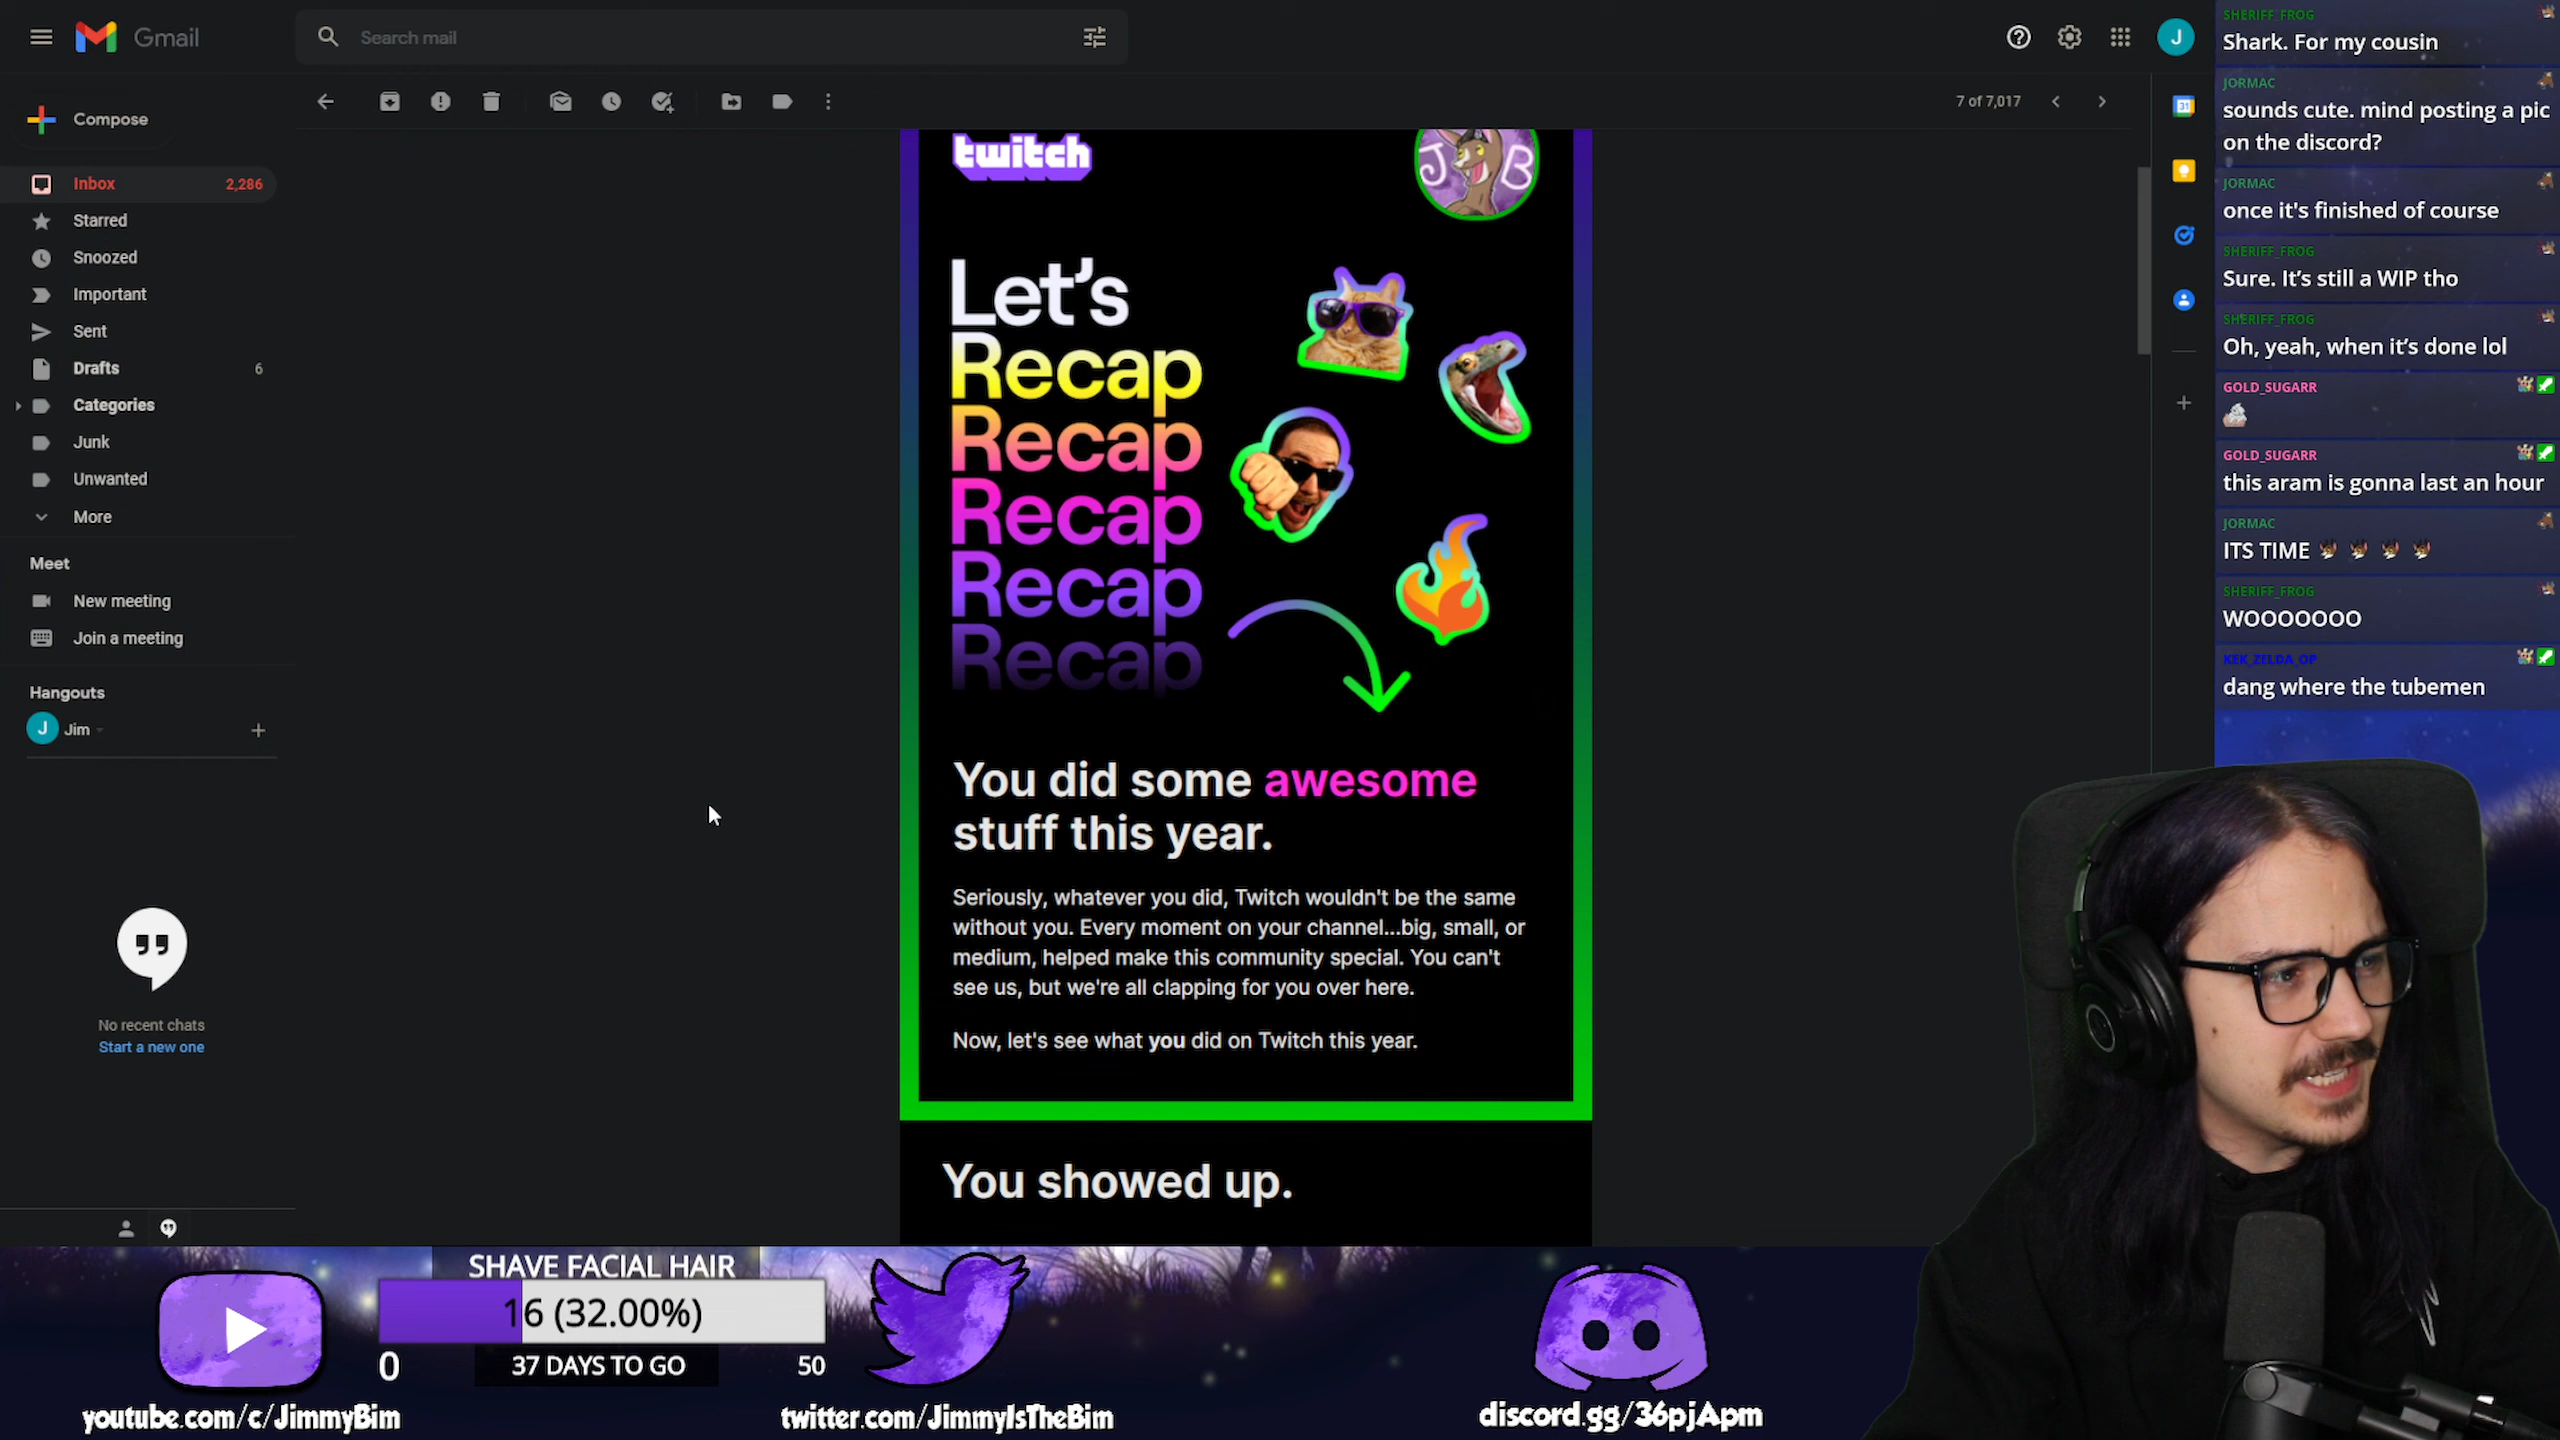 Gmail
Search mail
Compose
Inbox 2,286
Starred
Snoozed
Important
Sent
Drafts 6
Categories
Junk
Unwanted
More
Meet
New meeting
Join a meeting
Hangouts
J Jim
No recent chats
Start a new one
J
7 of 7,017
31
twitch
J B
Let's
Recap
Recap
Recap
Recap
Recap
You did some awesome
stuff this year.
Seriously, whatever you did, Twitch wouldn't be the same
without you. Every moment on your channel...big, small, or
medium, helped make this community special. You can't
see us, but we're all clapping for you over here.
Now, let's see what you did on Twitch this year.
You showed up.
SHERIFF_FROG
Shark. For my cousin
JORMAC
sounds cute. mind posting a pic
on the discord?
JORMAC
once it's finished of course
SHERIFF_FROG
Sure. It's still a WIP tho
SHERIFF_FROG
Oh, yeah, when it's done lol
GOLD_SUGARR
GOLD_SUGARR
this aram is gonna last an hour
JORMAC
ITS TIME
SHERIFF_FROG
WOOOOOOO
KEK_ZELDA_OP
dang where the tubemen
SHAVE FACIAL HAIR
16 (32.00%)
0 37 DAYS TO GO 50
youtube.com/c/JimmyBim
twitter.com/JimmyIsTheBim
discord.gg/36pjApm